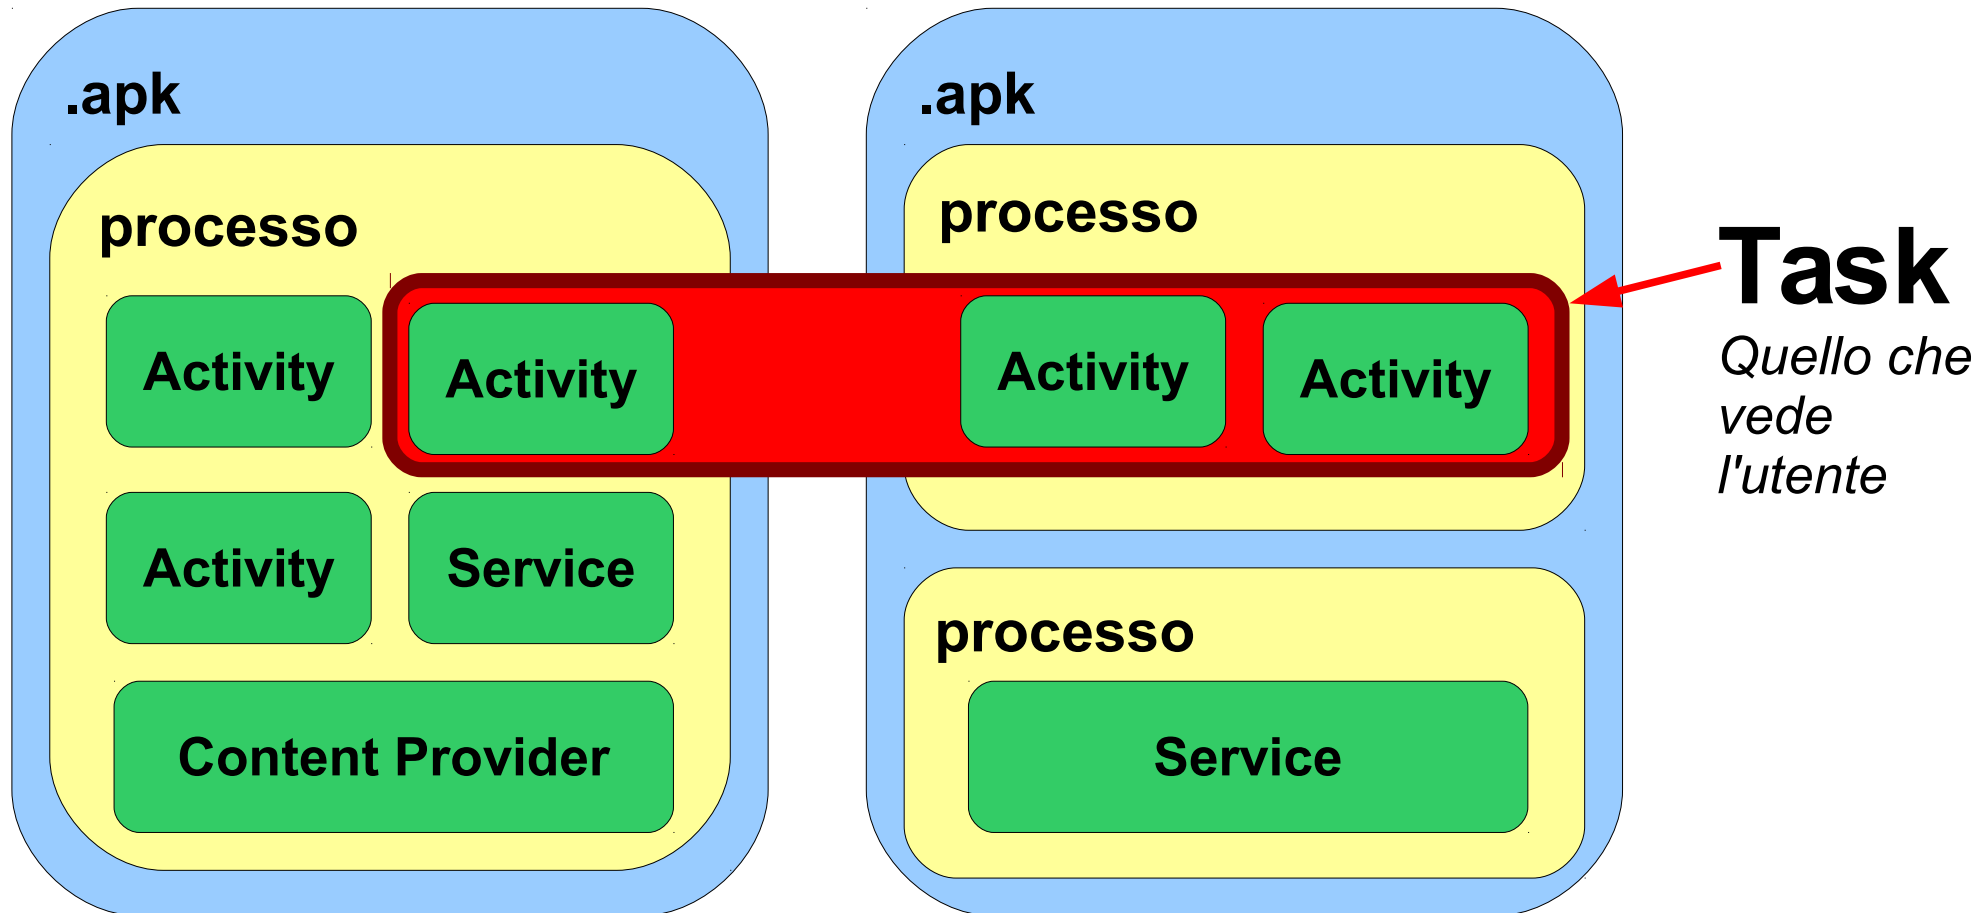 .apk
processo
Activity
Activity
Activity
Service
Content Provider
.apk
processo
Activity
Activity
processo
Service
Task
Quello che
vede
l'utente